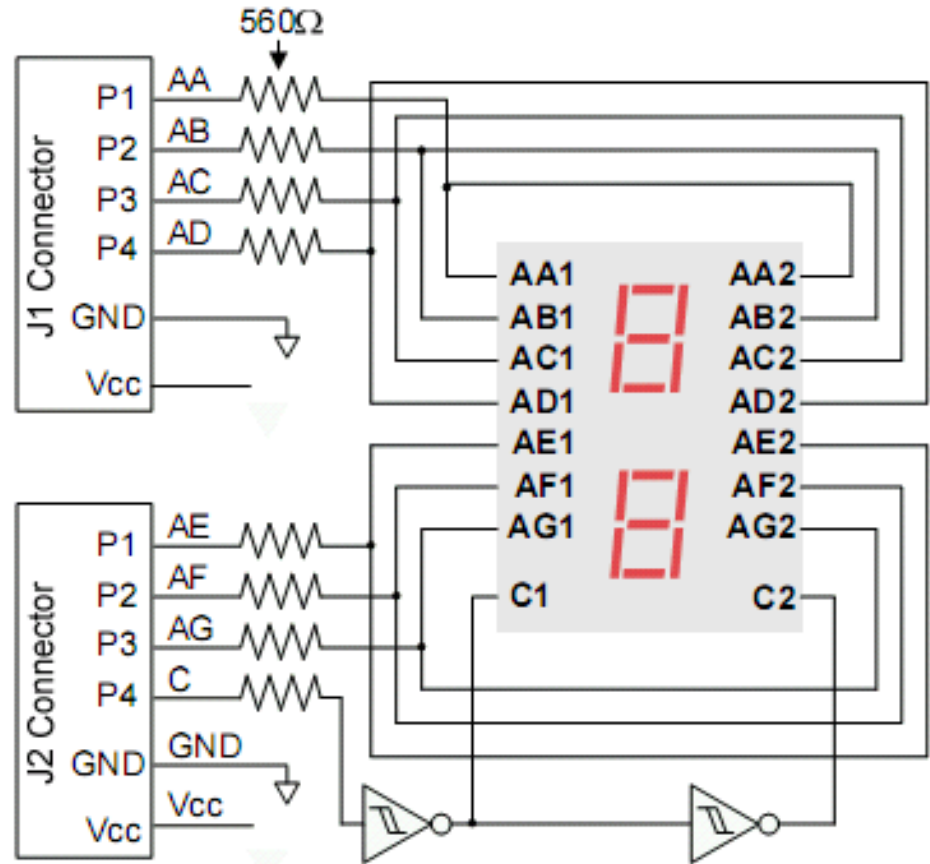 560Ω
J1 Connector
P1
AA
P2
AB
P3
AC
P4
AD
GND
Vcc
AA1
AA2
AB1
AB2
AC1
AC2
AD1
AD2
AE1
AE2
AF1
AF2
AG1
AG2
C1
C2
J2 Connector
P1
AE
P2
AF
P3
AG
P4
C
GND
GND
Vcc
Vcc